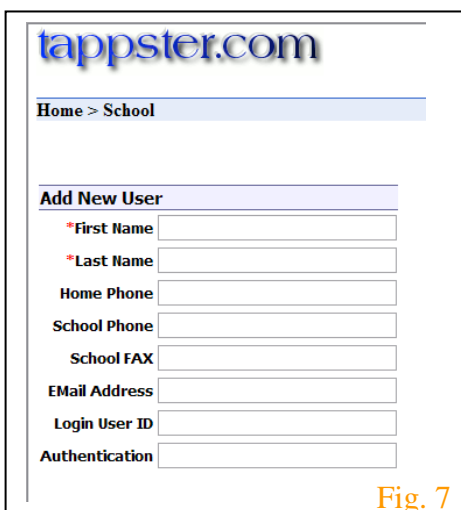 tappster.com
Home > School
Add New User
*First Name
*Last Name
Home Phone
School Phone
School FAX
EMail Address
Login User ID
Authentication
Fig. 7